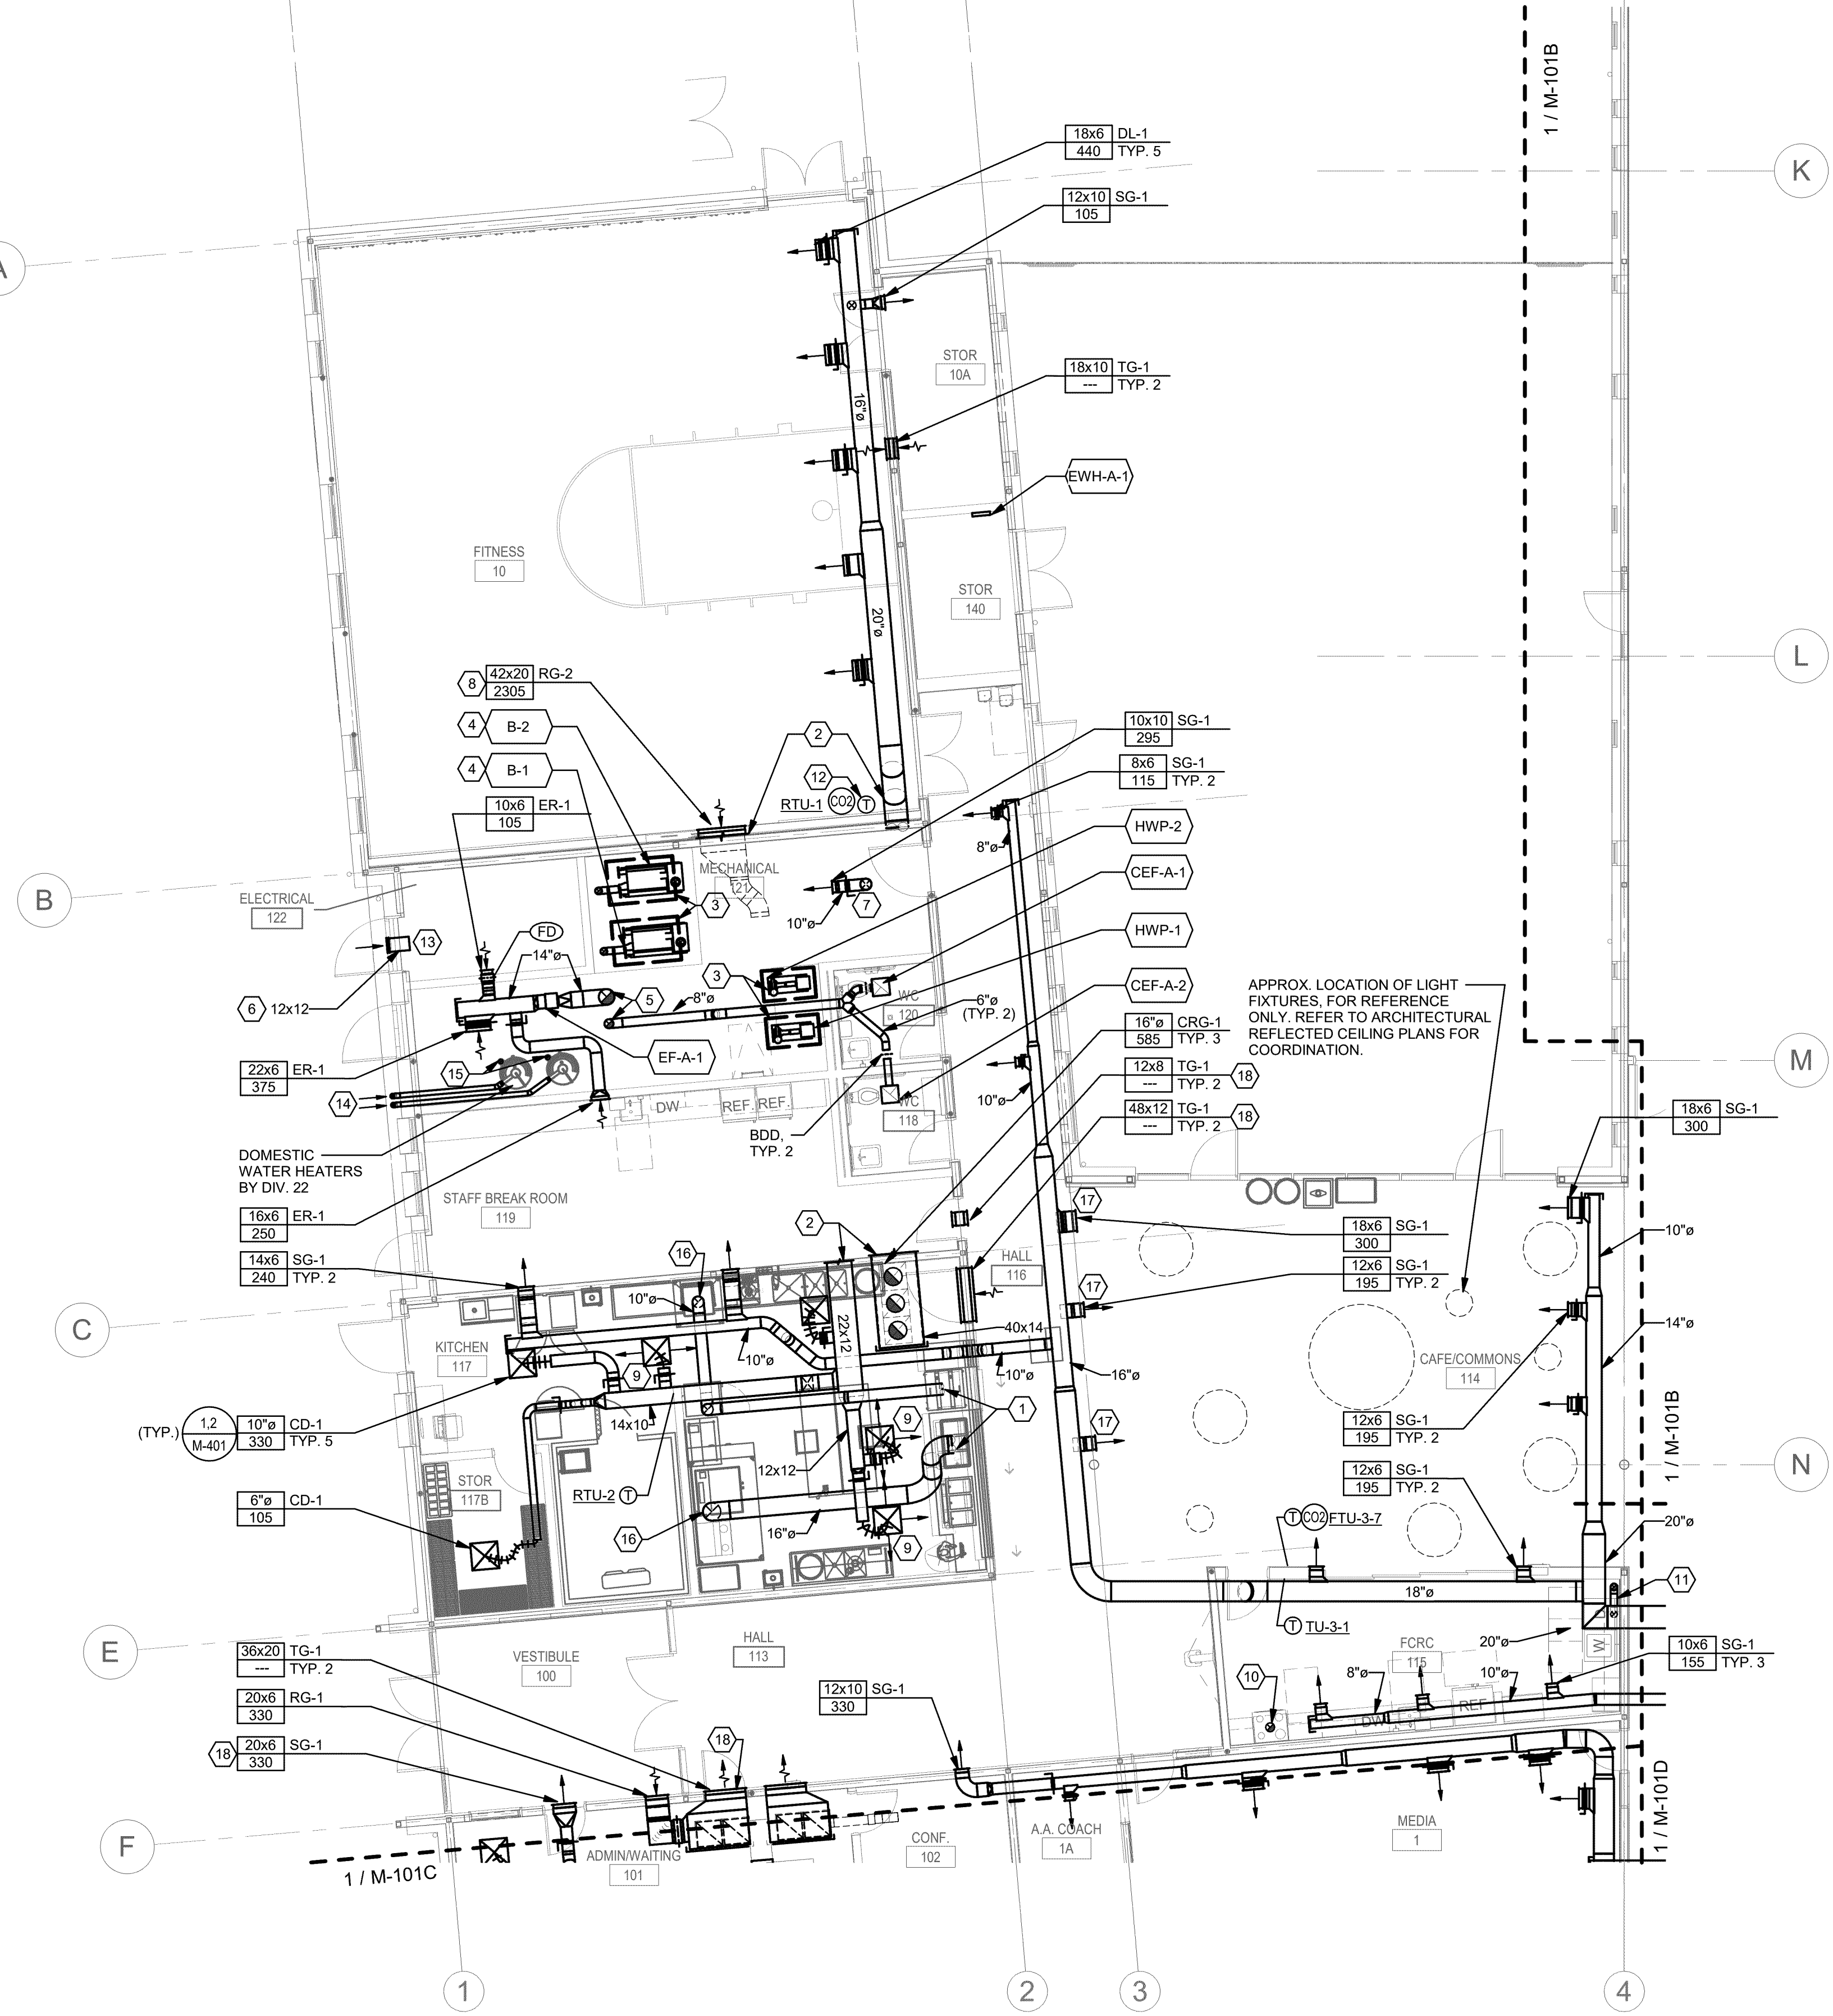 1 / M-101B
18x6 DL-1
440 TYP. 5
K
12x10 SG-1
105
A
STOR
10A
18x10 TG-1
--- TYP. 2
16"ø
EWH-A-1
FITNESS
10
STOR
140
20"ø
L
8
42x20 RG-2
2305
4
B-2
2
4
B-1
12
RTU-1 CO2 T
10x10 SG-1
295
8x6 SG-1
115 TYP. 2
10x6 ER-1
105
HWP-2
8"ø
MECHANICAL
121
CEF-A-1
B
ELECTRICAL
122
3
7
10"ø
FD
13
14"ø
HWP-1
3
5
8"ø
WC
120
CEF-A-2
6"ø
(TYP. 2)
6 12x12
APPROX. LOCATION OF LIGHT
FIXTURES, FOR REFERENCE
ONLY. REFER TO ARCHITECTURAL
REFLECTED CEILING PLANS FOR
COORDINATION.
16"ø CRG-1
585 TYP. 3
EF-A-1
M
22x6 ER-1
375
15
12x8 TG-1
--- TYP. 2
18
14
10"ø
DW
REF.
REF.
WC
118
48x12 TG-1
--- TYP. 2
18
18x6 SG-1
300
BDD,
TYP. 2
DOMESTIC
WATER HEATERS
BY DIV. 22
STAFF BREAK ROOM
119
16x6 ER-1
250
2
17
18x6 SG-1
300
10"ø
16
HALL
116
14x6 SG-1
240 TYP. 2
12x6 SG-1
195 TYP. 2
17
10"ø
C
22x12
40x14
14"ø
KITCHEN
117
10"ø
10"ø
16"ø
CAFE/COMMONS
114
9
1
9
(TYP.)
1,2
M-401
10"ø CD-1
330 TYP. 5
14x10
12x6 SG-1
195 TYP. 2
17
1 / M-101B
12x12
N
STOR
117B
RTU-2 T
12x6 SG-1
195 TYP. 2
6"ø CD-1
105
16"ø
16
9
T CO2 FTU-3-7
20"ø
18"ø
11
T TU-3-1
E
36x20 TG-1
--- TYP. 2
VESTIBULE
100
HALL
113
FCRC
115
20"ø
W
10x6 SG-1
155 TYP. 3
10
8"ø
10"ø
20x6 RG-1
330
12x10 SG-1
330
DW
REF
18
20x6 SG-1
330
18
F
ADMIN/WAITING
101
CONF.
102
A.A. COACH
1A
MEDIA
1
1 / M-101D
1 / M-101C
1
2
3
4